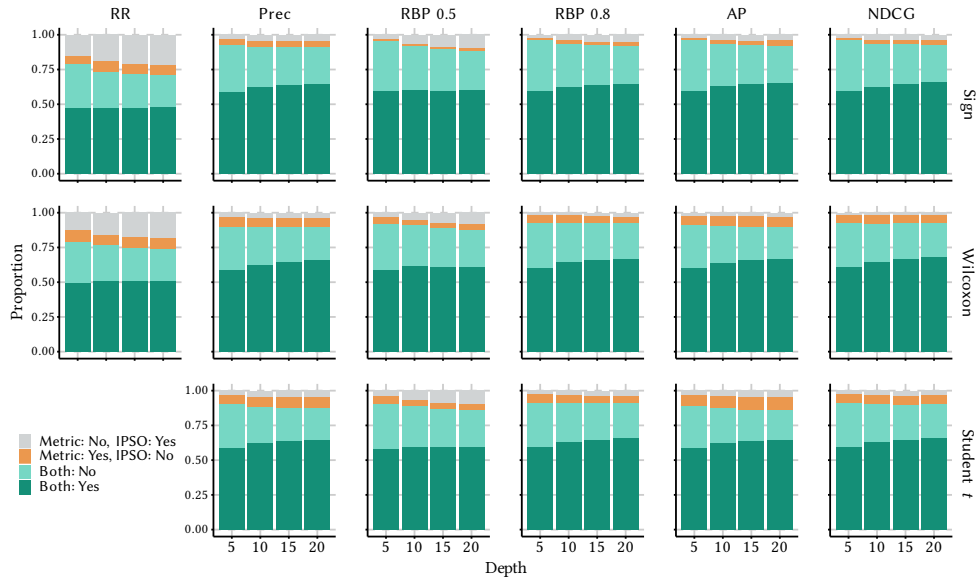 RR Prec RBP 0.5 RBP 0.8 AP NDCG
1.00
0.75
0.50
0.25
0.00
Sign
1.00
0.75
0.50
0.25
0.00
Wilcoxon
Proportion
1.00
0.75
0.50
0.25
0.00
Student t
Metric: No, IPSO: Yes
Metric: Yes, IPSO: No
Both: No
Both: Yes
5 10 15 20 5 10 15 20 5 10 15 20 5 10 15 20 5 10 15 20
Depth